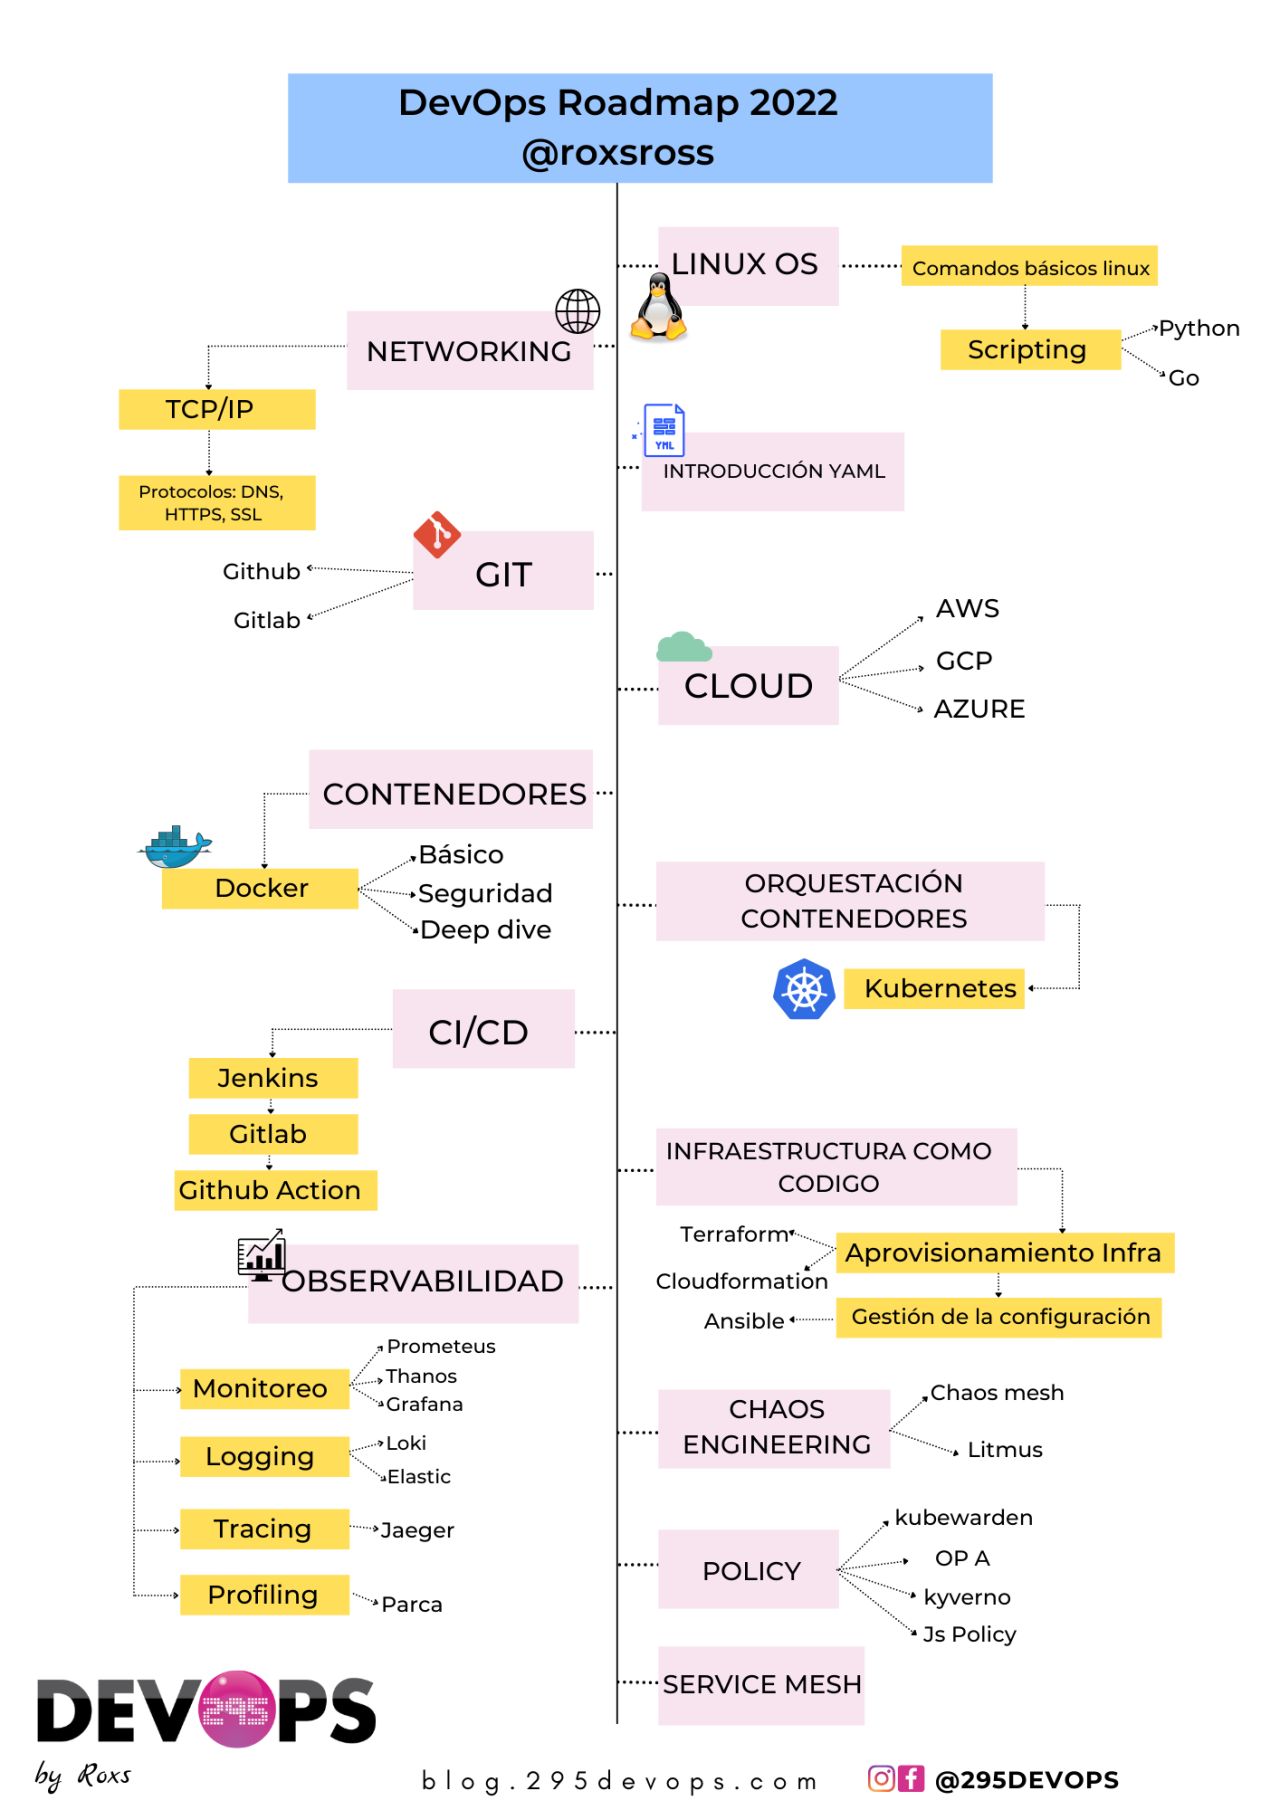 DevOps Roadmap 2022
@roxsross
LINUX OS
Comandos básicos linux
Scripting
Python
Go
NETWORKING
TCP/IP
Protocolos: DNS,
HTTPS, SSL
YML
INTRODUCCIÓN YAML
GIT
Github
Gitlab
CLOUD
AWS
GCP
AZURE
CONTENEDORES
Docker
Básico
Seguridad
Deep dive
ORQUESTACIÓN
CONTENEDORES
Kubernetes
CI/CD
Jenkins
Gitlab
Github Action
INFRAESTRUCTURA COMO
CODIGO
Aprovisionamiento Infra
Terraform
Cloudformation
Gestión de la configuración
Ansible
OBSERVABILIDAD
Monitoreo
Prometeus
Thanos
Grafana
Logging
Loki
Elastic
Tracing
Jaeger
Profiling
Parca
CHAOS
ENGINEERING
Chaos mesh
Litmus
POLICY
kubewarden
OP A
kyverno
Js Policy
SERVICE MESH
DEV295OPS
by Roxs
blog.295devops.com
@295DEVOPS